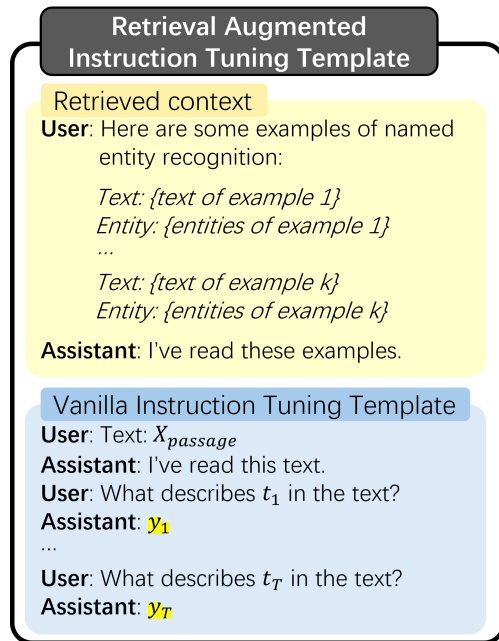 Retrieval Augmented
Instruction Tuning Template
Retrieved context
User: Here are some examples of named
entity recognition:
Text: {text of example 1}
Entity: {entities of example 1}
...
Text: {text of example k}
Entity: {entities of example k}
Assistant: I've read these examples.
Vanilla Instruction Tuning Template
User: Text: X_passage
Assistant: I've read this text.
User: What describes t_1 in the text?
Assistant: y_1
...
User: What describes t_T in the text?
Assistant: y_T